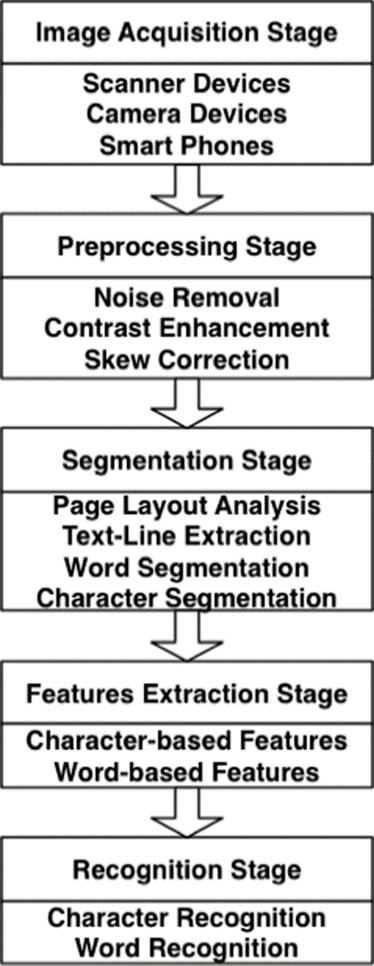 Image Acquisition Stage
Scanner Devices
Camera Devices
Smart Phones
Preprocessing Stage
Noise Removal
Contrast Enhancement
Skew Correction
Segmentation Stage
Page Layout Analysis
Text-Line Extraction
Word Segmentation
Character Segmentation
Features Extraction Stage
Character-based Features
Word-based Features
Recognition Stage
Character Recognition
Word Recognition